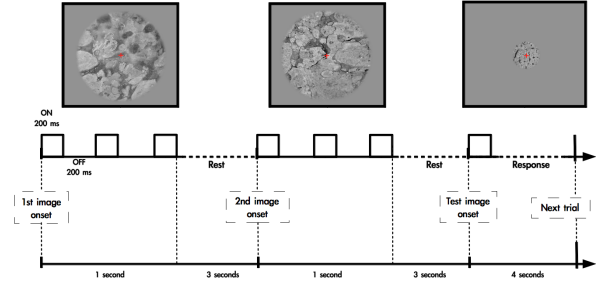 ON
200 ms
OFF
200 ms
Rest
Rest
Response
1st image
onset
2nd image
onset
Test image
onset
Next trial
1 second
3 seconds
1 second
3 seconds
4 seconds